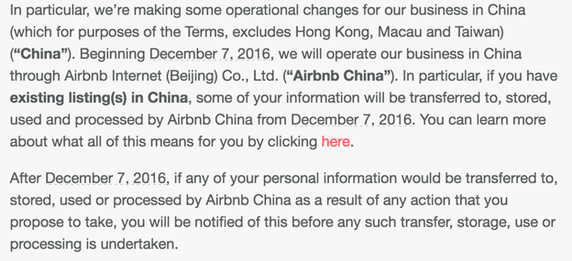 In particular, we're making some operational changes for our business in China
(which for purposes of the Terms, excludes Hong Kong, Macau and Taiwan)
(“China”). Beginning December 7, 2016, we will operate our business in China
through Airbnb Internet (Beijing) Co., Ltd. (“Airbnb China”). In particular, if you have
existing listing(s) in China, some of your information will be transferred to, stored,
used and processed by Airbnb China from December 7, 2016. You can learn more
about what all of this means for you by clicking here.
After December 7, 2016, if any of your personal information would be transferred to,
stored, used or processed by Airbnb China as a result of any action that you
propose to take, you will be notified of this before any such transfer, storage, use or
processing is undertaken.